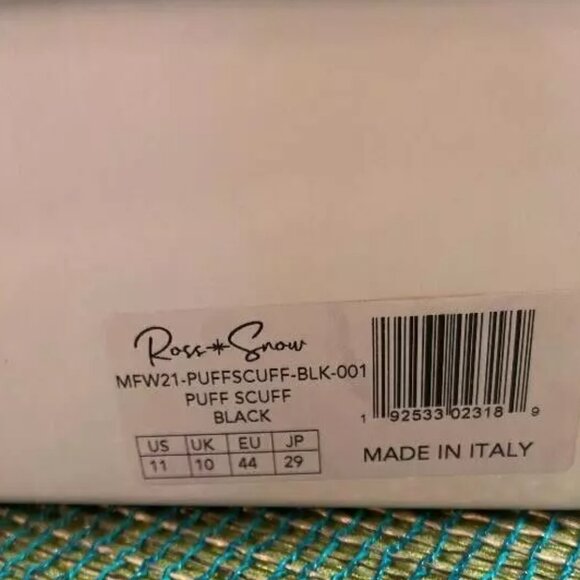 Ross*Snow
MFW21-PUFFSCUFF-BLK-001
PUFF SCUFF
BLACK
US UK EU JP
11 10 44 29
1 92533 02318 9
MADE IN ITALY